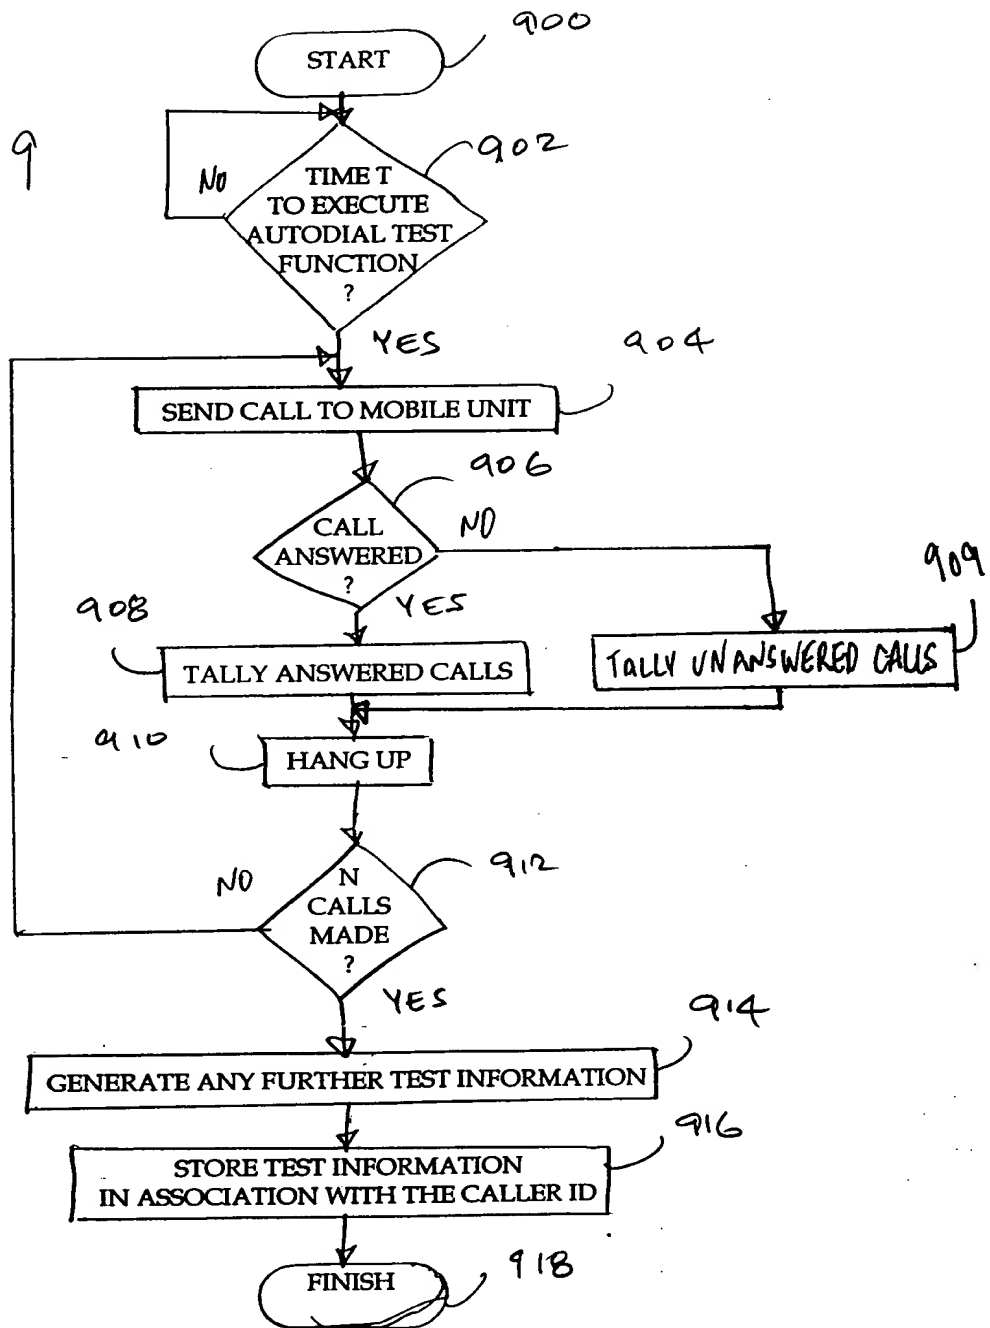 900
START
9
902
No
TIME T
TO EXECUTE
AUTODIAL TEST
FUNCTION
?
YES
904
SEND CALL TO MOBILE UNIT
906
CALL
ANSWERED
?
NO
YES
908
909
TALLY ANSWERED CALLS
TALLY UNANSWERED CALLS
910
HANG UP
912
NO
N
CALLS
MADE
?
YES
914
GENERATE ANY FURTHER TEST INFORMATION
916
STORE TEST INFORMATION
IN ASSOCIATION WITH THE CALLER ID
FINISH
918